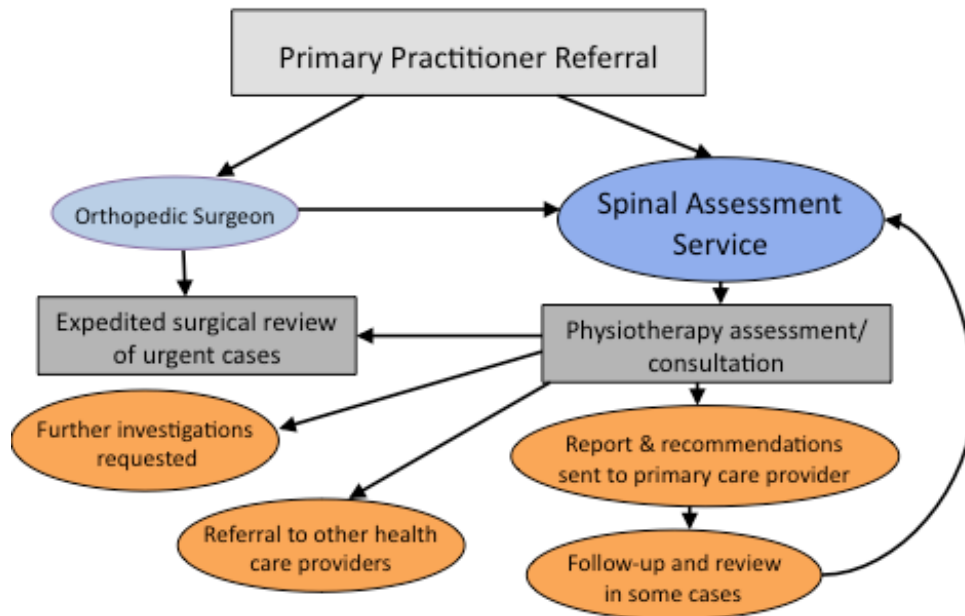 Primary Practitioner Referral
Orthopedic Surgeon
Spinal Assessment
Service
Expedited surgical review
of urgent cases
Physiotherapy assessment/
consultation
Further investigations
requested
Report & recommendations
sent to primary care provider
Referral to other health
care providers
Follow-up and review
in some cases